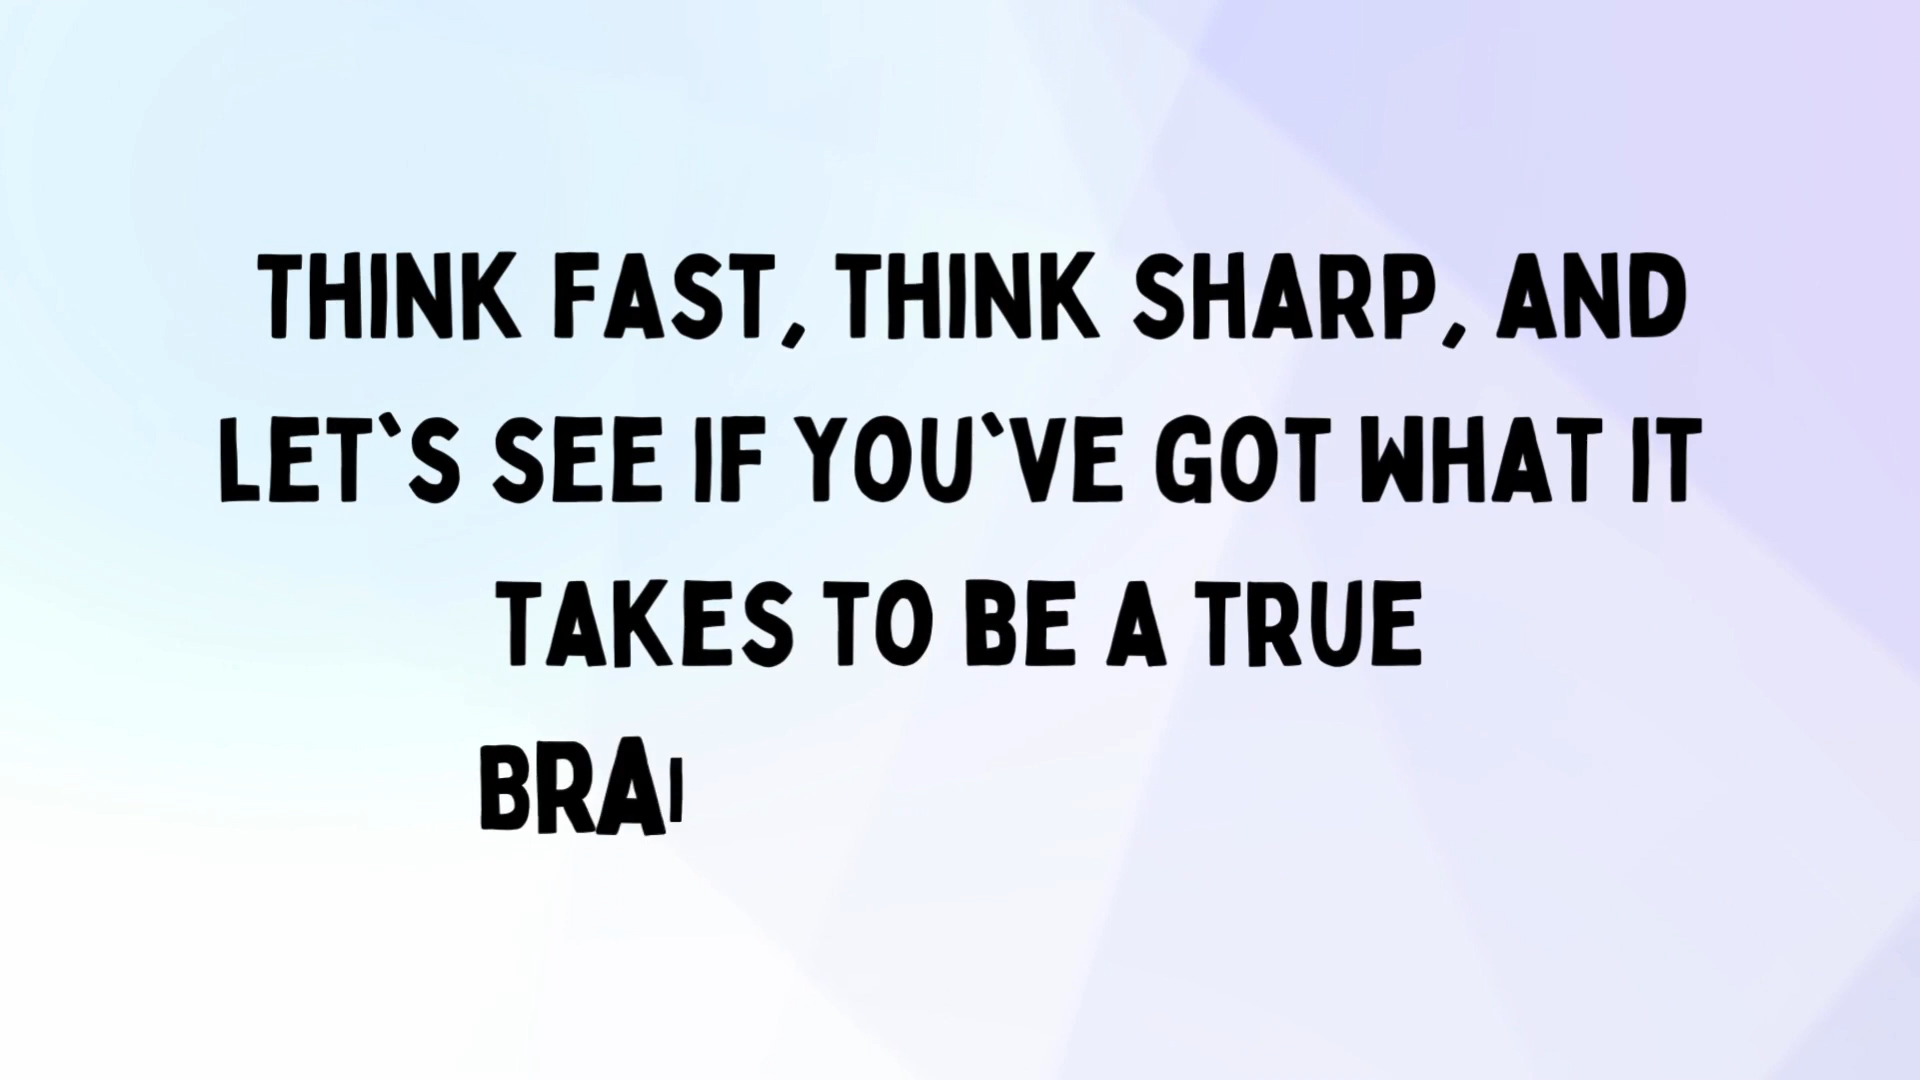 THINK FAST, THINK SHARP, AND
LET`S SEE IF YOU`VE GOT WHAT IT
TAKES TO BE A TRUE
BRAI